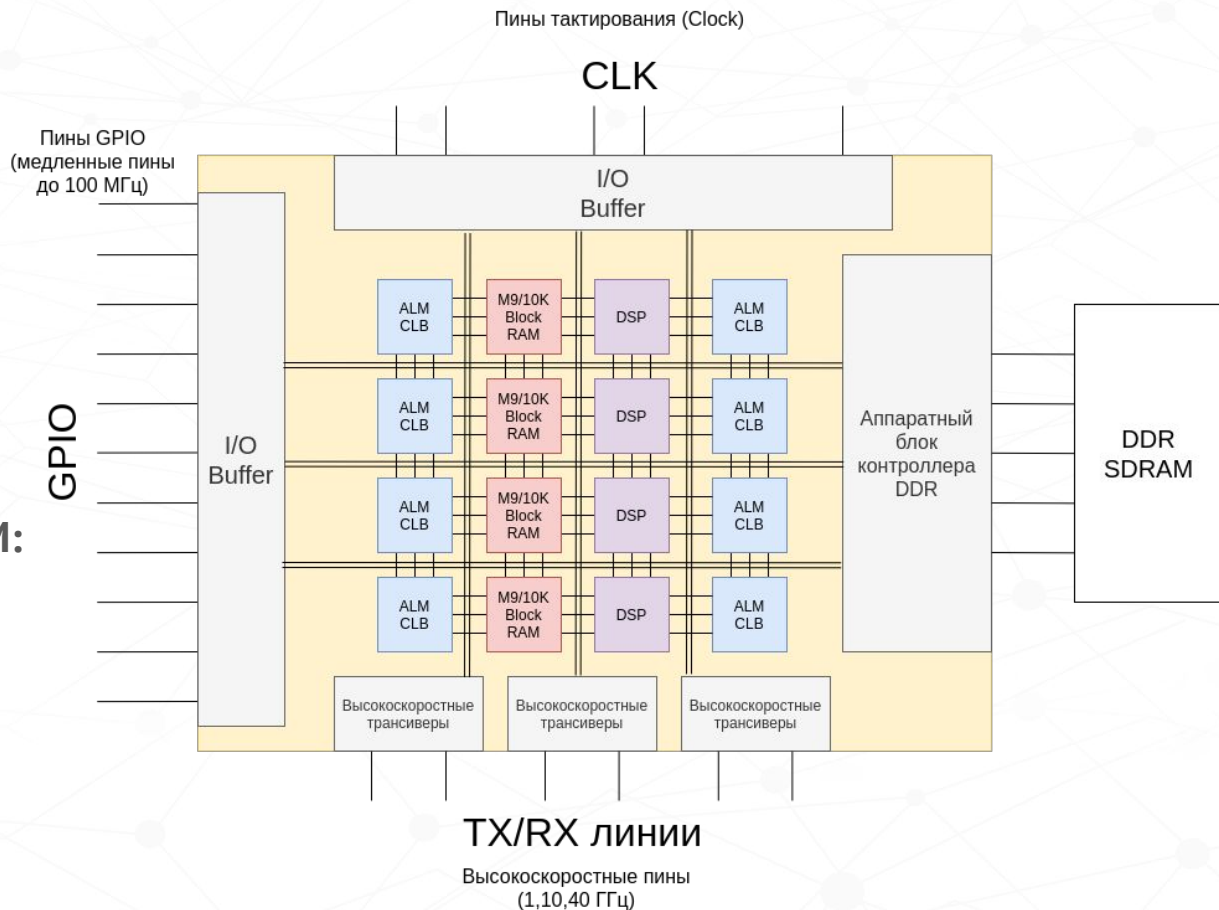 Пины тактирования (Clock)
CLK
Пины GPIO
(медленные пины
до 100 МГц)
I/O
Buffer
GPIO
I/O
Buffer
М:
ALM
CLB
M9/10K
Block
RAM
DSP
ALM
CLB
ALM
CLB
M9/10K
Block
RAM
DSP
ALM
CLB
ALM
CLB
M9/10K
Block
RAM
DSP
ALM
CLB
ALM
CLB
M9/10K
Block
RAM
DSP
ALM
CLB
Аппаратный
блок
контроллера
DDR
DDR
SDRAM
Высокоскоростные
трансиверы
Высокоскоростные
трансиверы
Высокоскоростные
трансиверы
TX/RX линии
Высокоскоростные пины
(1,10,40 ГГц)